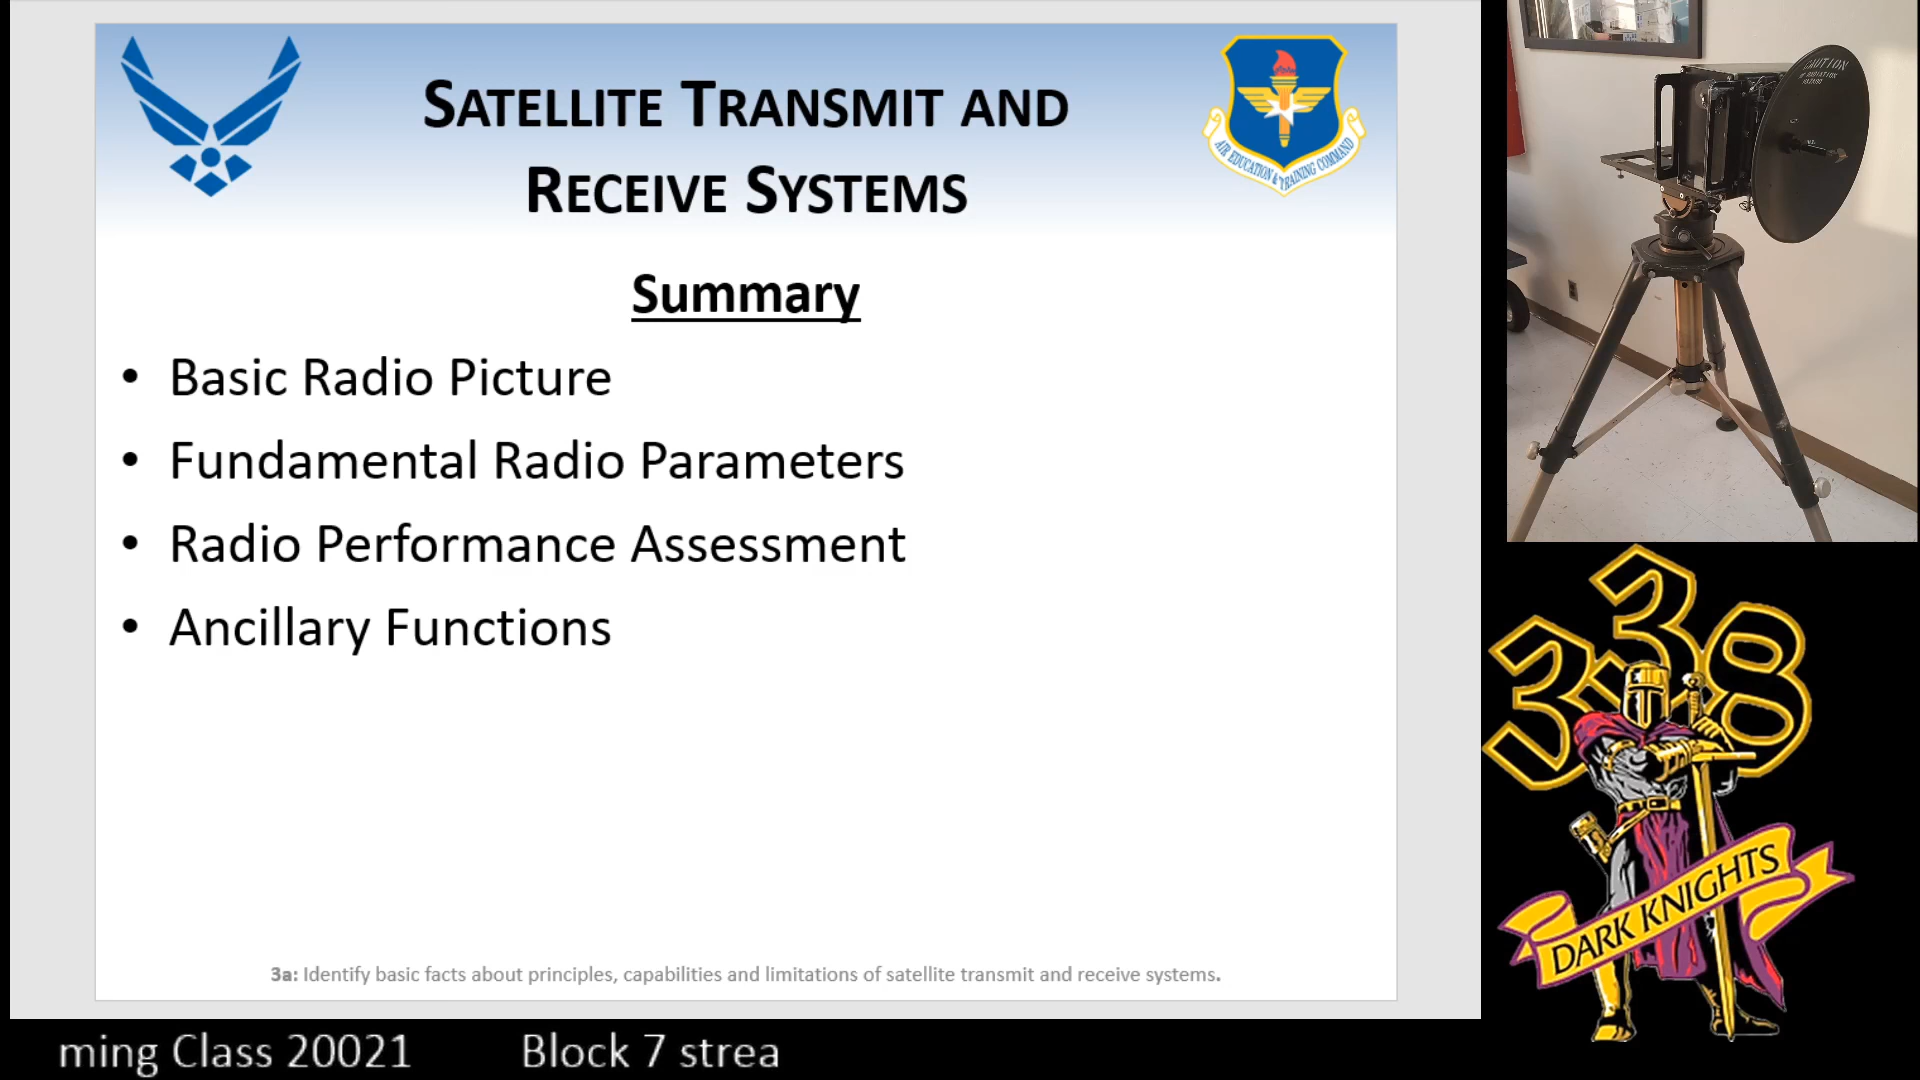 SATELLITE TRANSMIT AND
RECEIVE SYSTEMS
AIR EDUCATION & TRAINING COMMAND
Summary
• Basic Radio Picture
• Fundamental Radio Parameters
• Radio Performance Assessment
• Ancillary Functions
3a: Identify basic facts about principles, capabilities and limitations of satellite transmit and receive systems.
CAUTION
RADIATION
HAZARD
338
DARK KNIGHTS
ming Class 20021 Block 7 strea